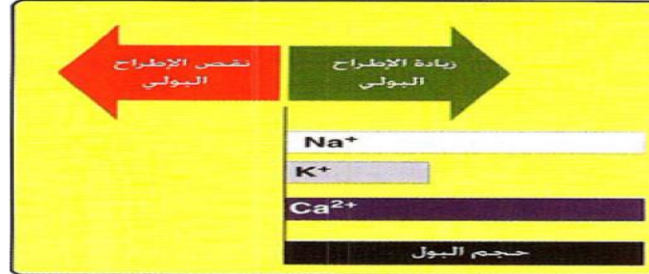 نقص الإطراح
البولي
زيادة الإطراح
البولي
Na⁺
K⁺
Ca²⁺
حجم البول